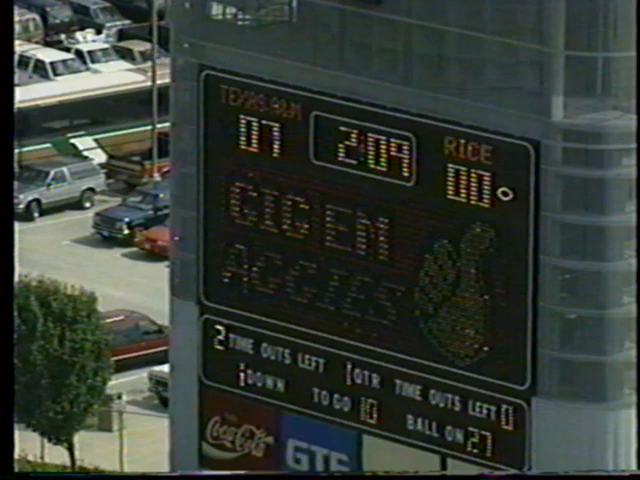 TEXAS A&M
07
2:09
RICE
00
GIG EM
AGGIES
2 TIME OUTS LEFT 1 QTR TIME OUTS LEFT 0
1 DOWN TO GO 10 BALL ON 27
Coca-Cola
GTE